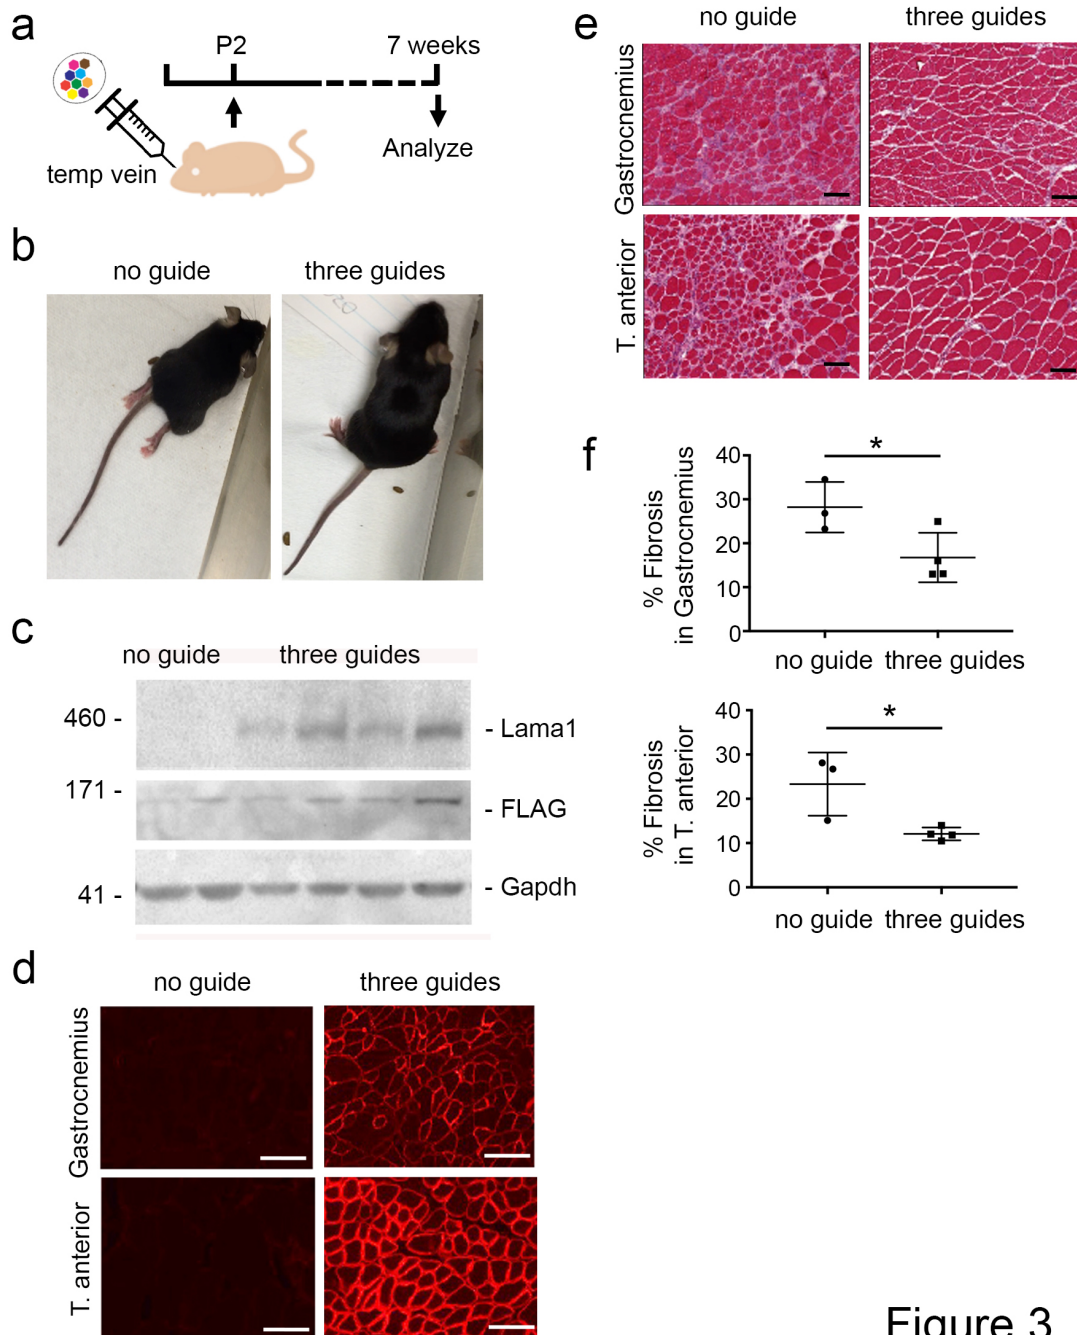 a
P2
7 weeks
temp vein
Analyze
b
no guide
three guides
c
no guide
three guides
460 -
- Lama1
171 -
- FLAG
41 -
- Gapdh
d
no guide
three guides
Gastrocnemius
T. anterior
e
no guide
three guides
Gastrocnemius
T. anterior
f
*
% Fibrosis
in Gastrocnemius
40
30
20
10
0
no guide
three guides
*
% Fibrosis
in T. anterior
40
30
20
10
0
no guide
three guides
Figure 3